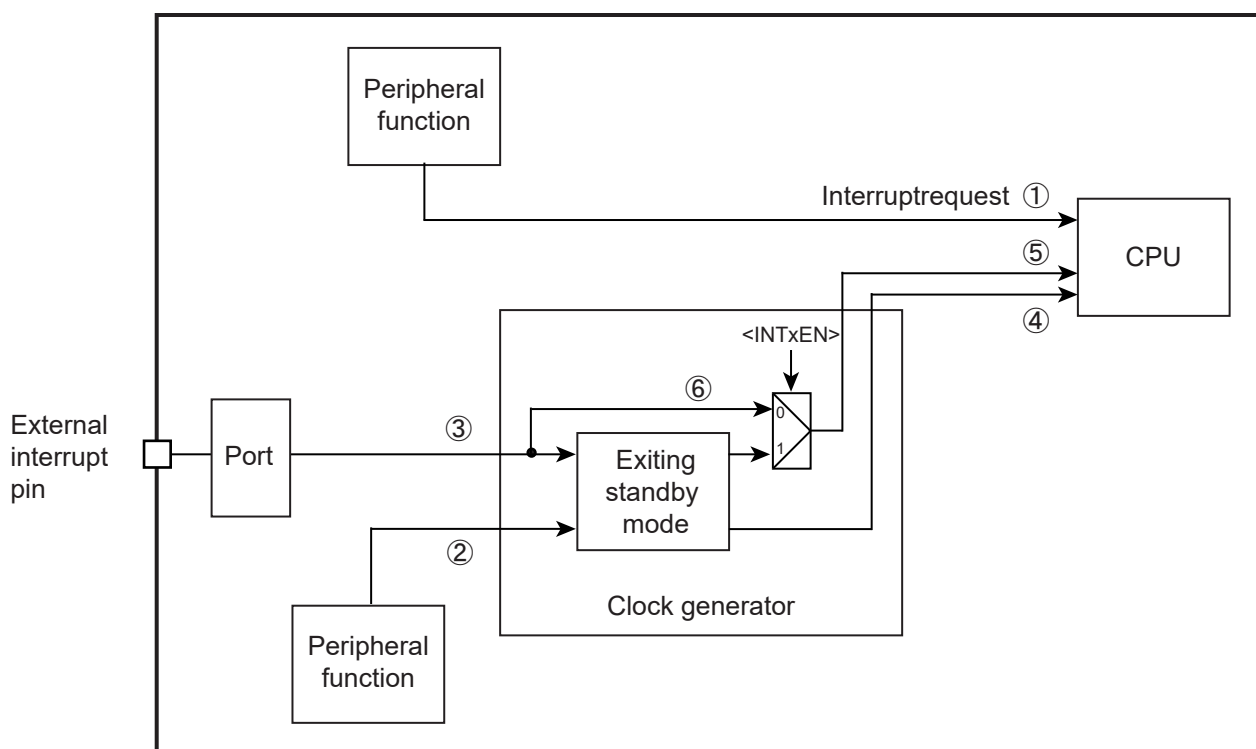 Peripheral
function
Interruptrequest ①
CPU
⑤
④
<INTxEN>
⑥
0
1
External
interrupt
pin
Port
③
Exiting
standby
mode
②
Clock generator
Peripheral
function